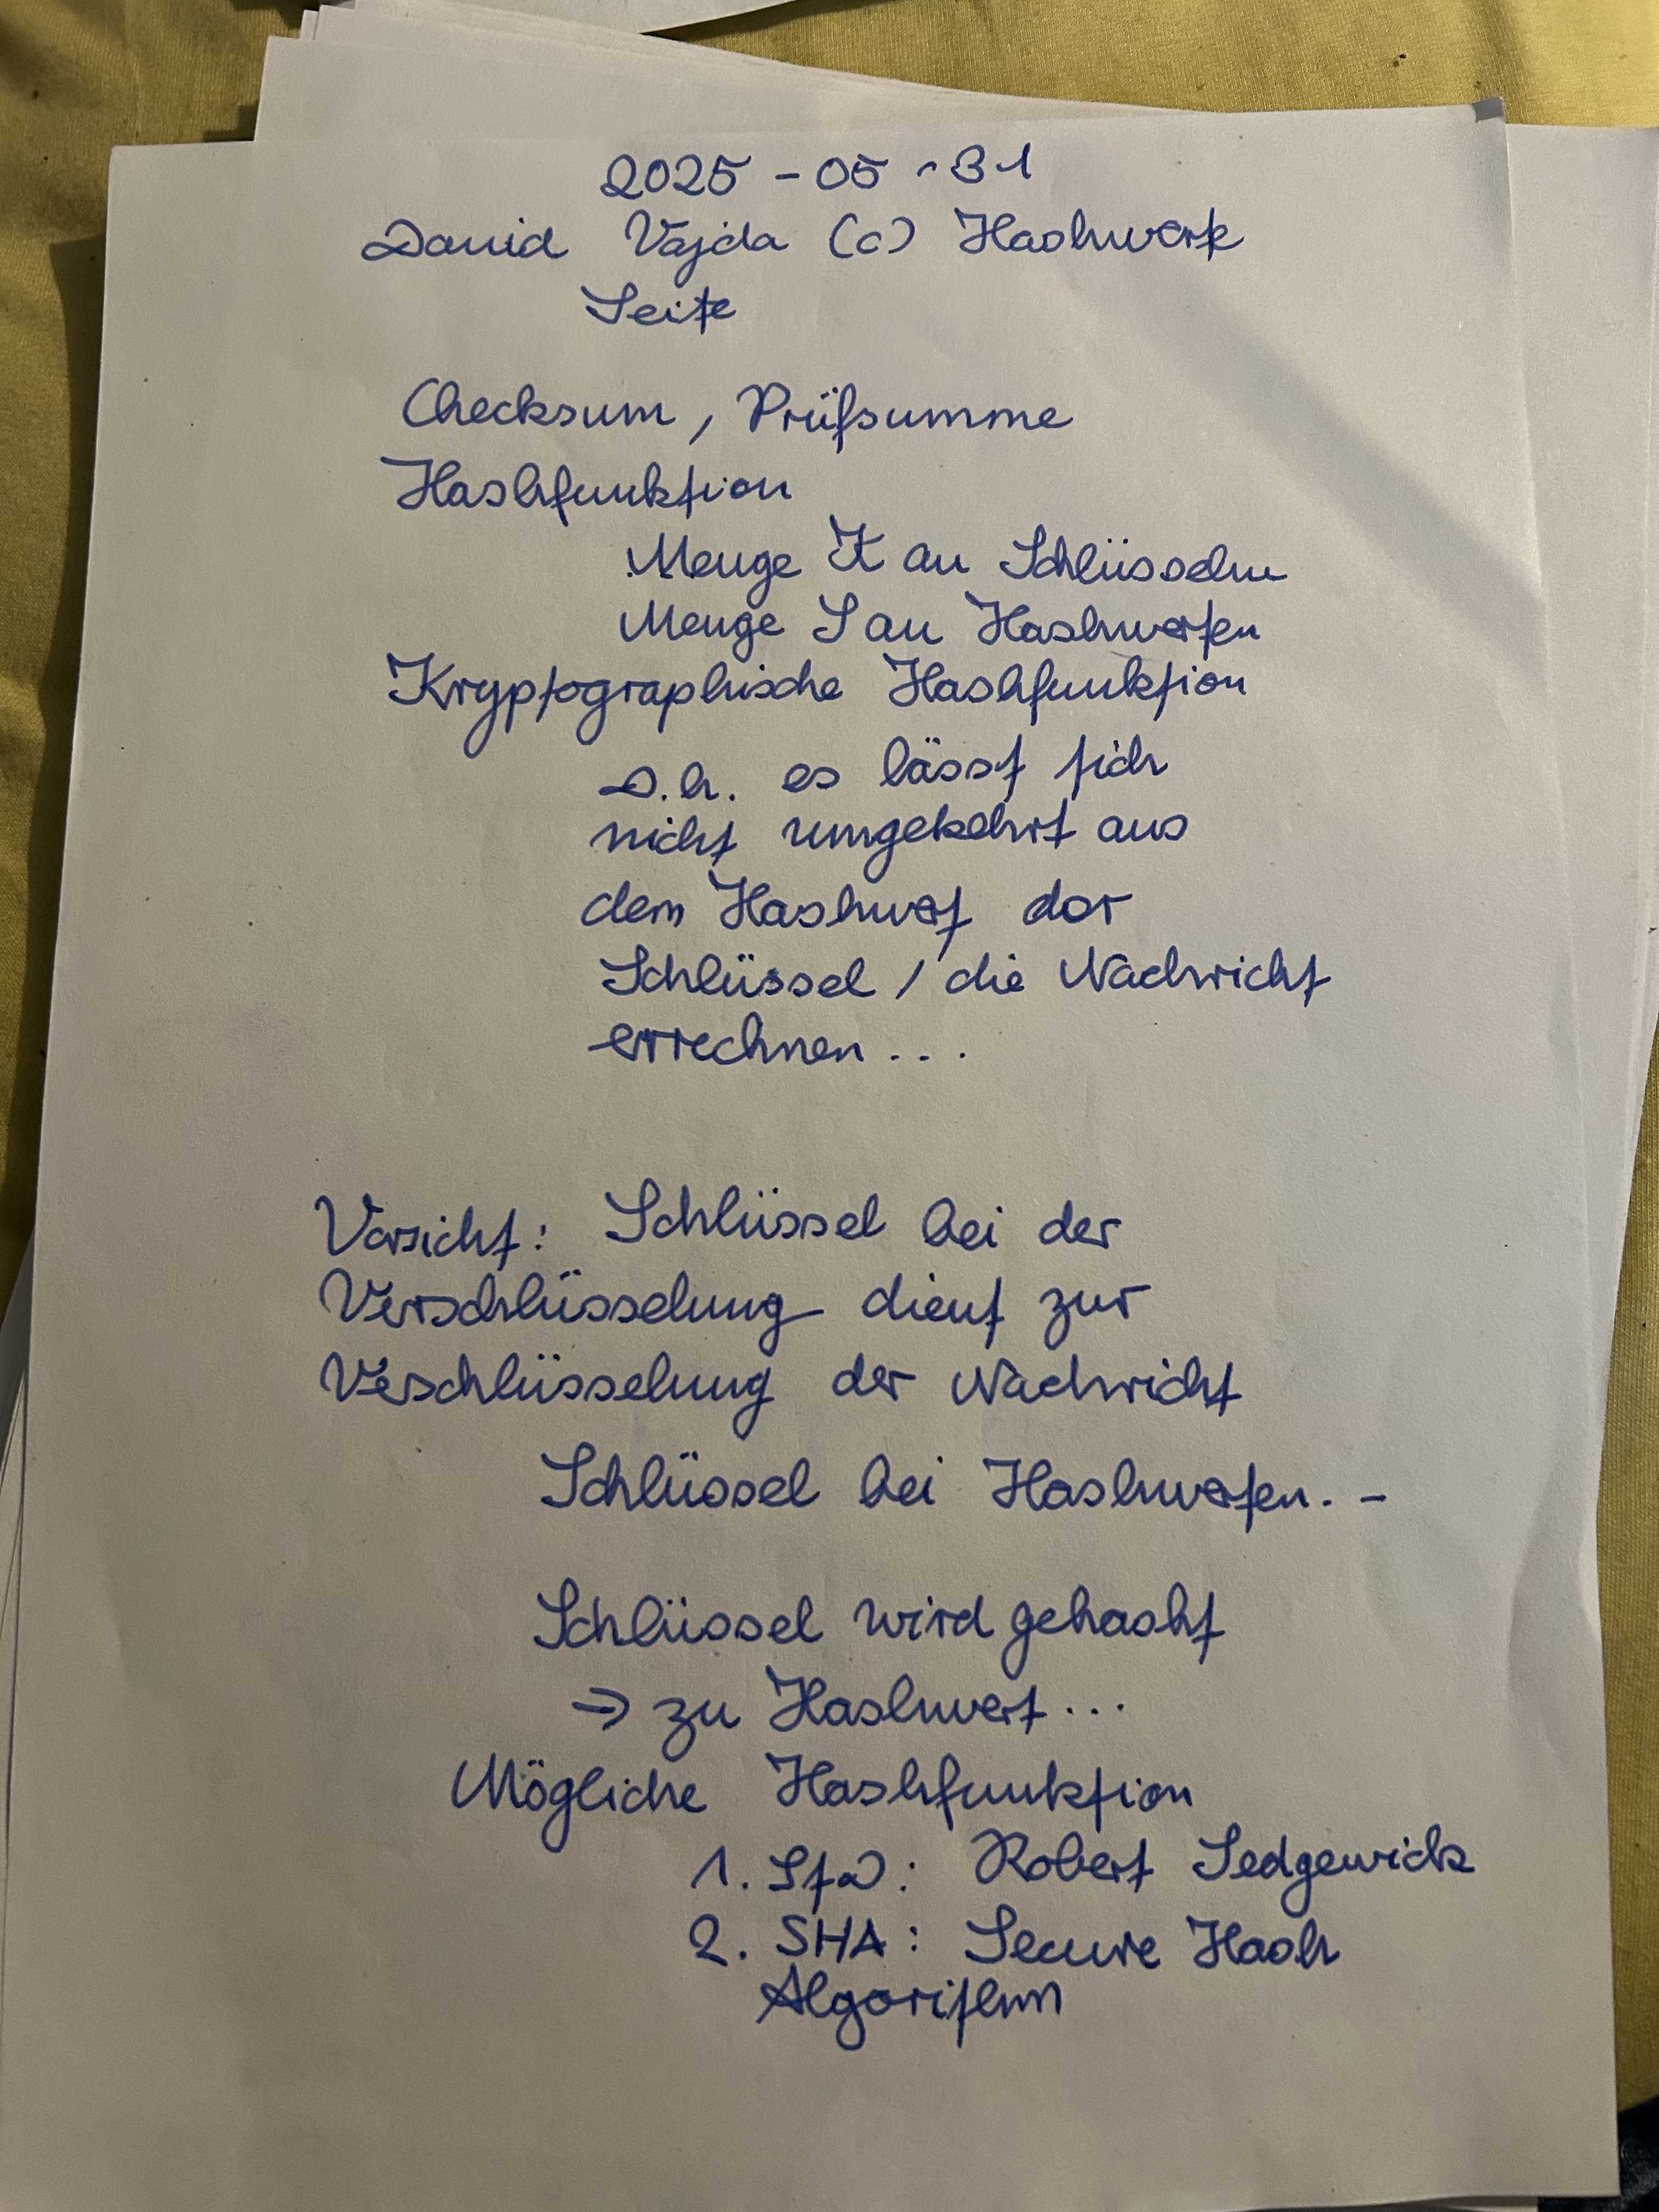 2025-05-31
David Vajda (c) Hashwerk
Seite
Checksum, Prüfsumme
Hashfunktion
Menge K an Schlüsseln
Menge S an Hashwerten
Kryptographische Hashfunktion
D.h. es lässt sich
nicht umgekehrt aus
dem Hashwert dor
Schlüssel / die Nachricht
errechnen...
Vorsicht: Schlüssel bei der
Verschlüsselung dient zur
Veschlüsselung der Nachricht
Schlüssel bei Hashwerten. -
Schlüssel wird gehasht
=> zu Hashwert...
Mögliche Hashfunktion
1. : Robert Sedgewick
2. SHA: Secure Hash
Algorithm